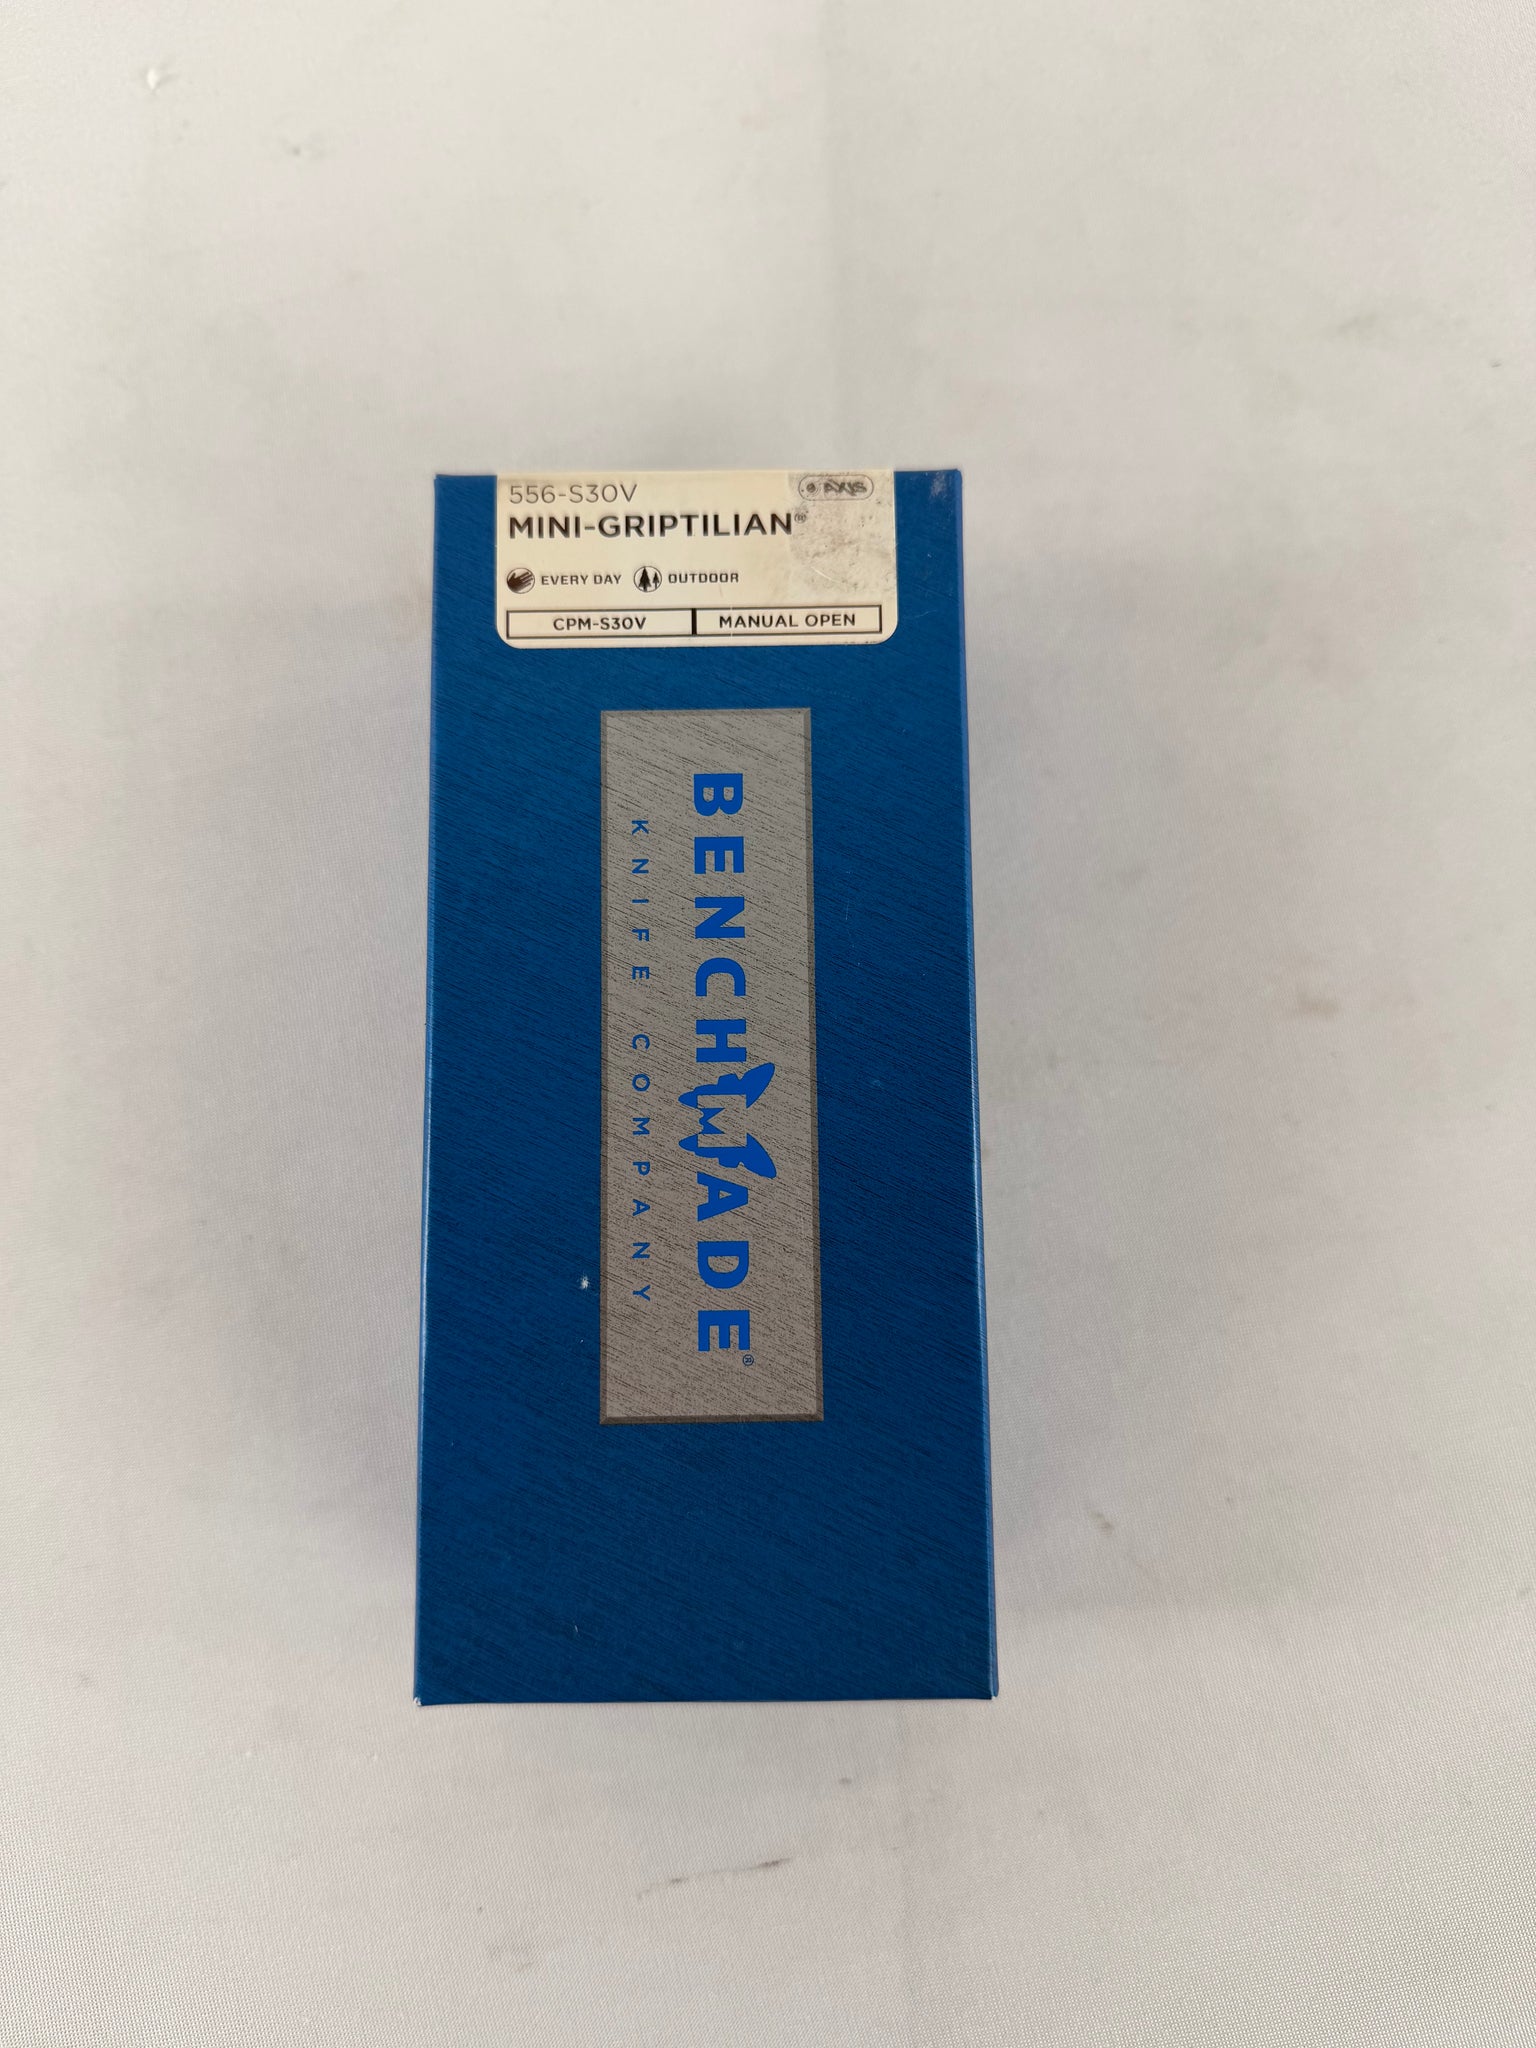 556-S30V
AXIS
MINI-GRIPTILIAN®
EVERY DAY OUTDOOR
CPM-S30V MANUAL OPEN
BENCHMADE®
KNIFE COMPANY